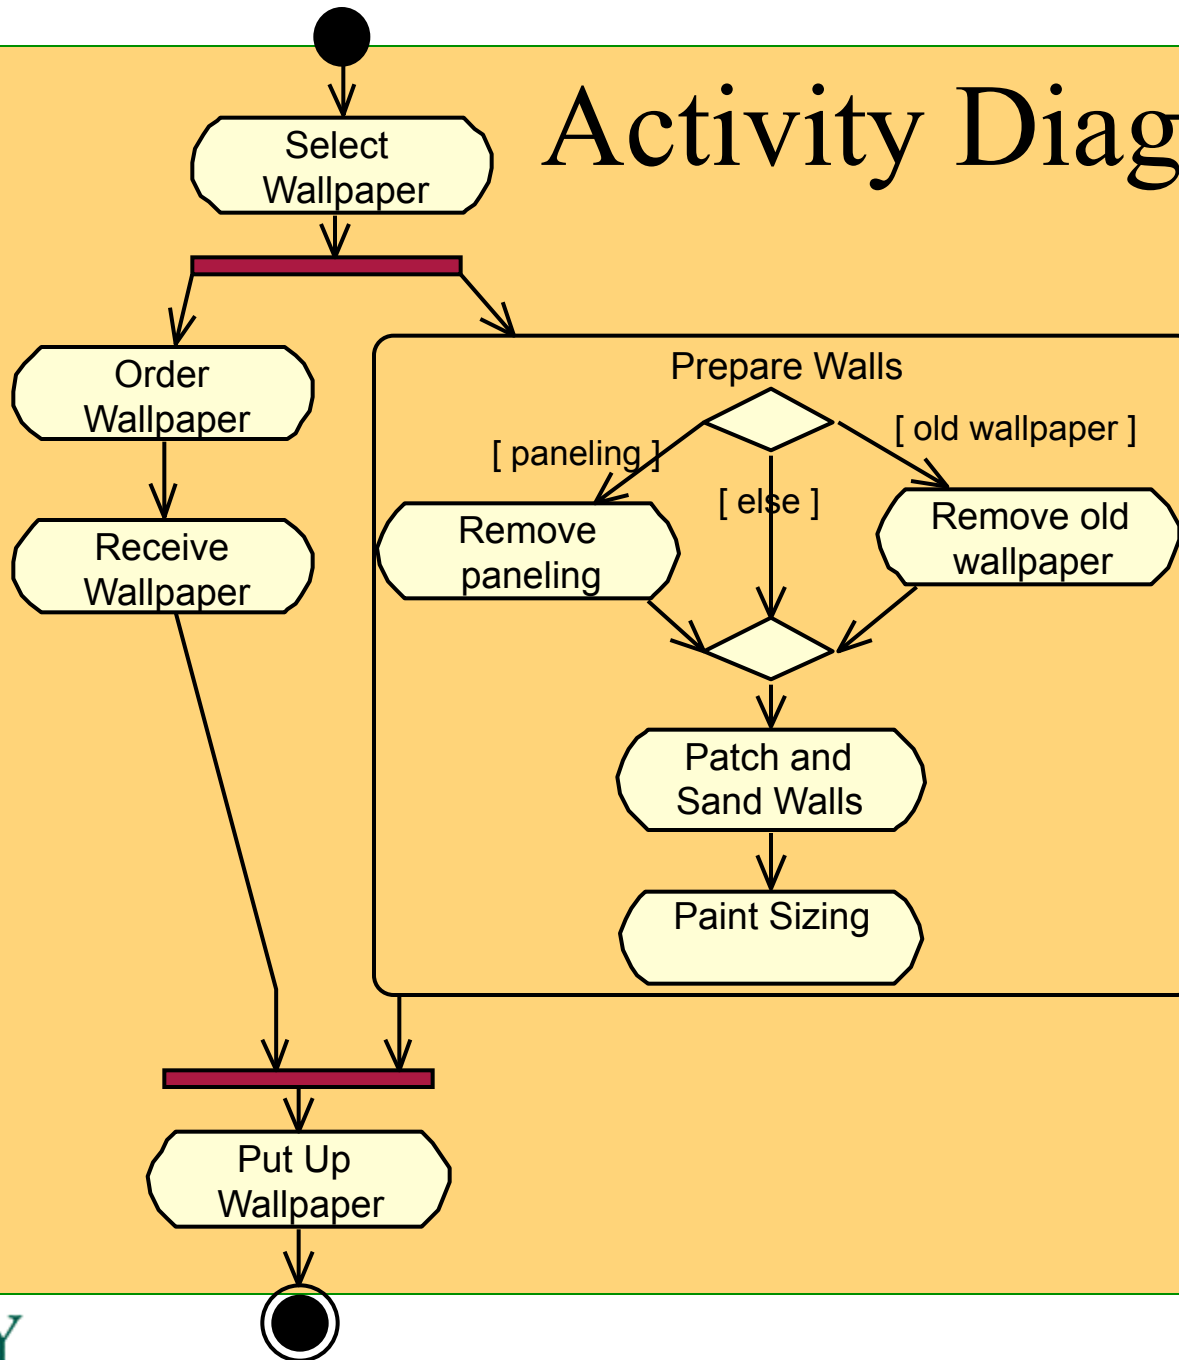 Activity Diag
Select
Wallpaper
Order
Wallpaper
Receive
Wallpaper
Prepare Walls
[ paneling ]
[ else ]
[ old wallpaper ]
Remove
paneling
Remove old
wallpaper
Patch and
Sand Walls
Paint Sizing
Put Up
Wallpaper
Y